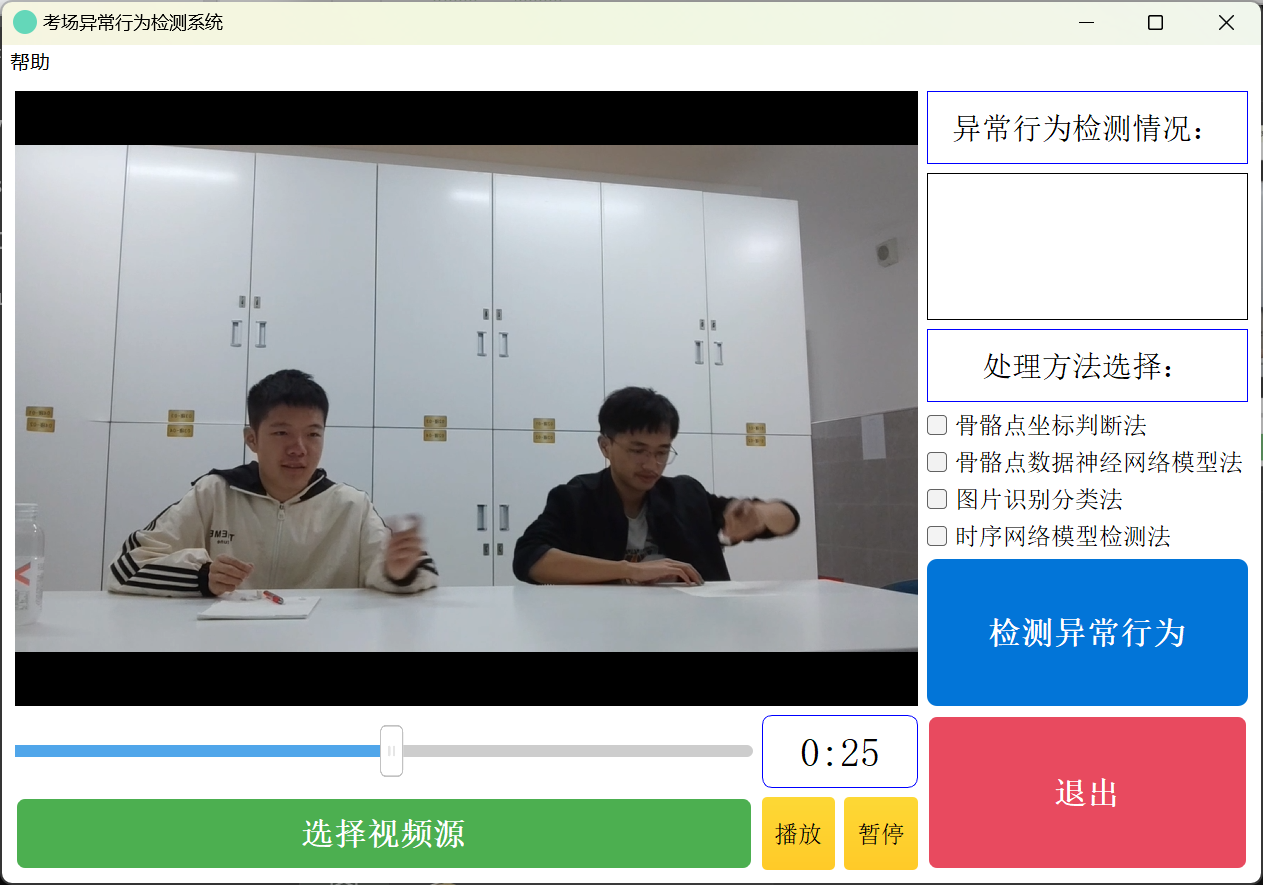 考场异常行为检测系统
帮助
异常行为检测情况：
处理方法选择：
骨骼点坐标判断法
骨骼点数据神经网络模型法
图片识别分类法
时序网络模型检测法
检测异常行为
0:25
退出
选择视频源
播放
暂停